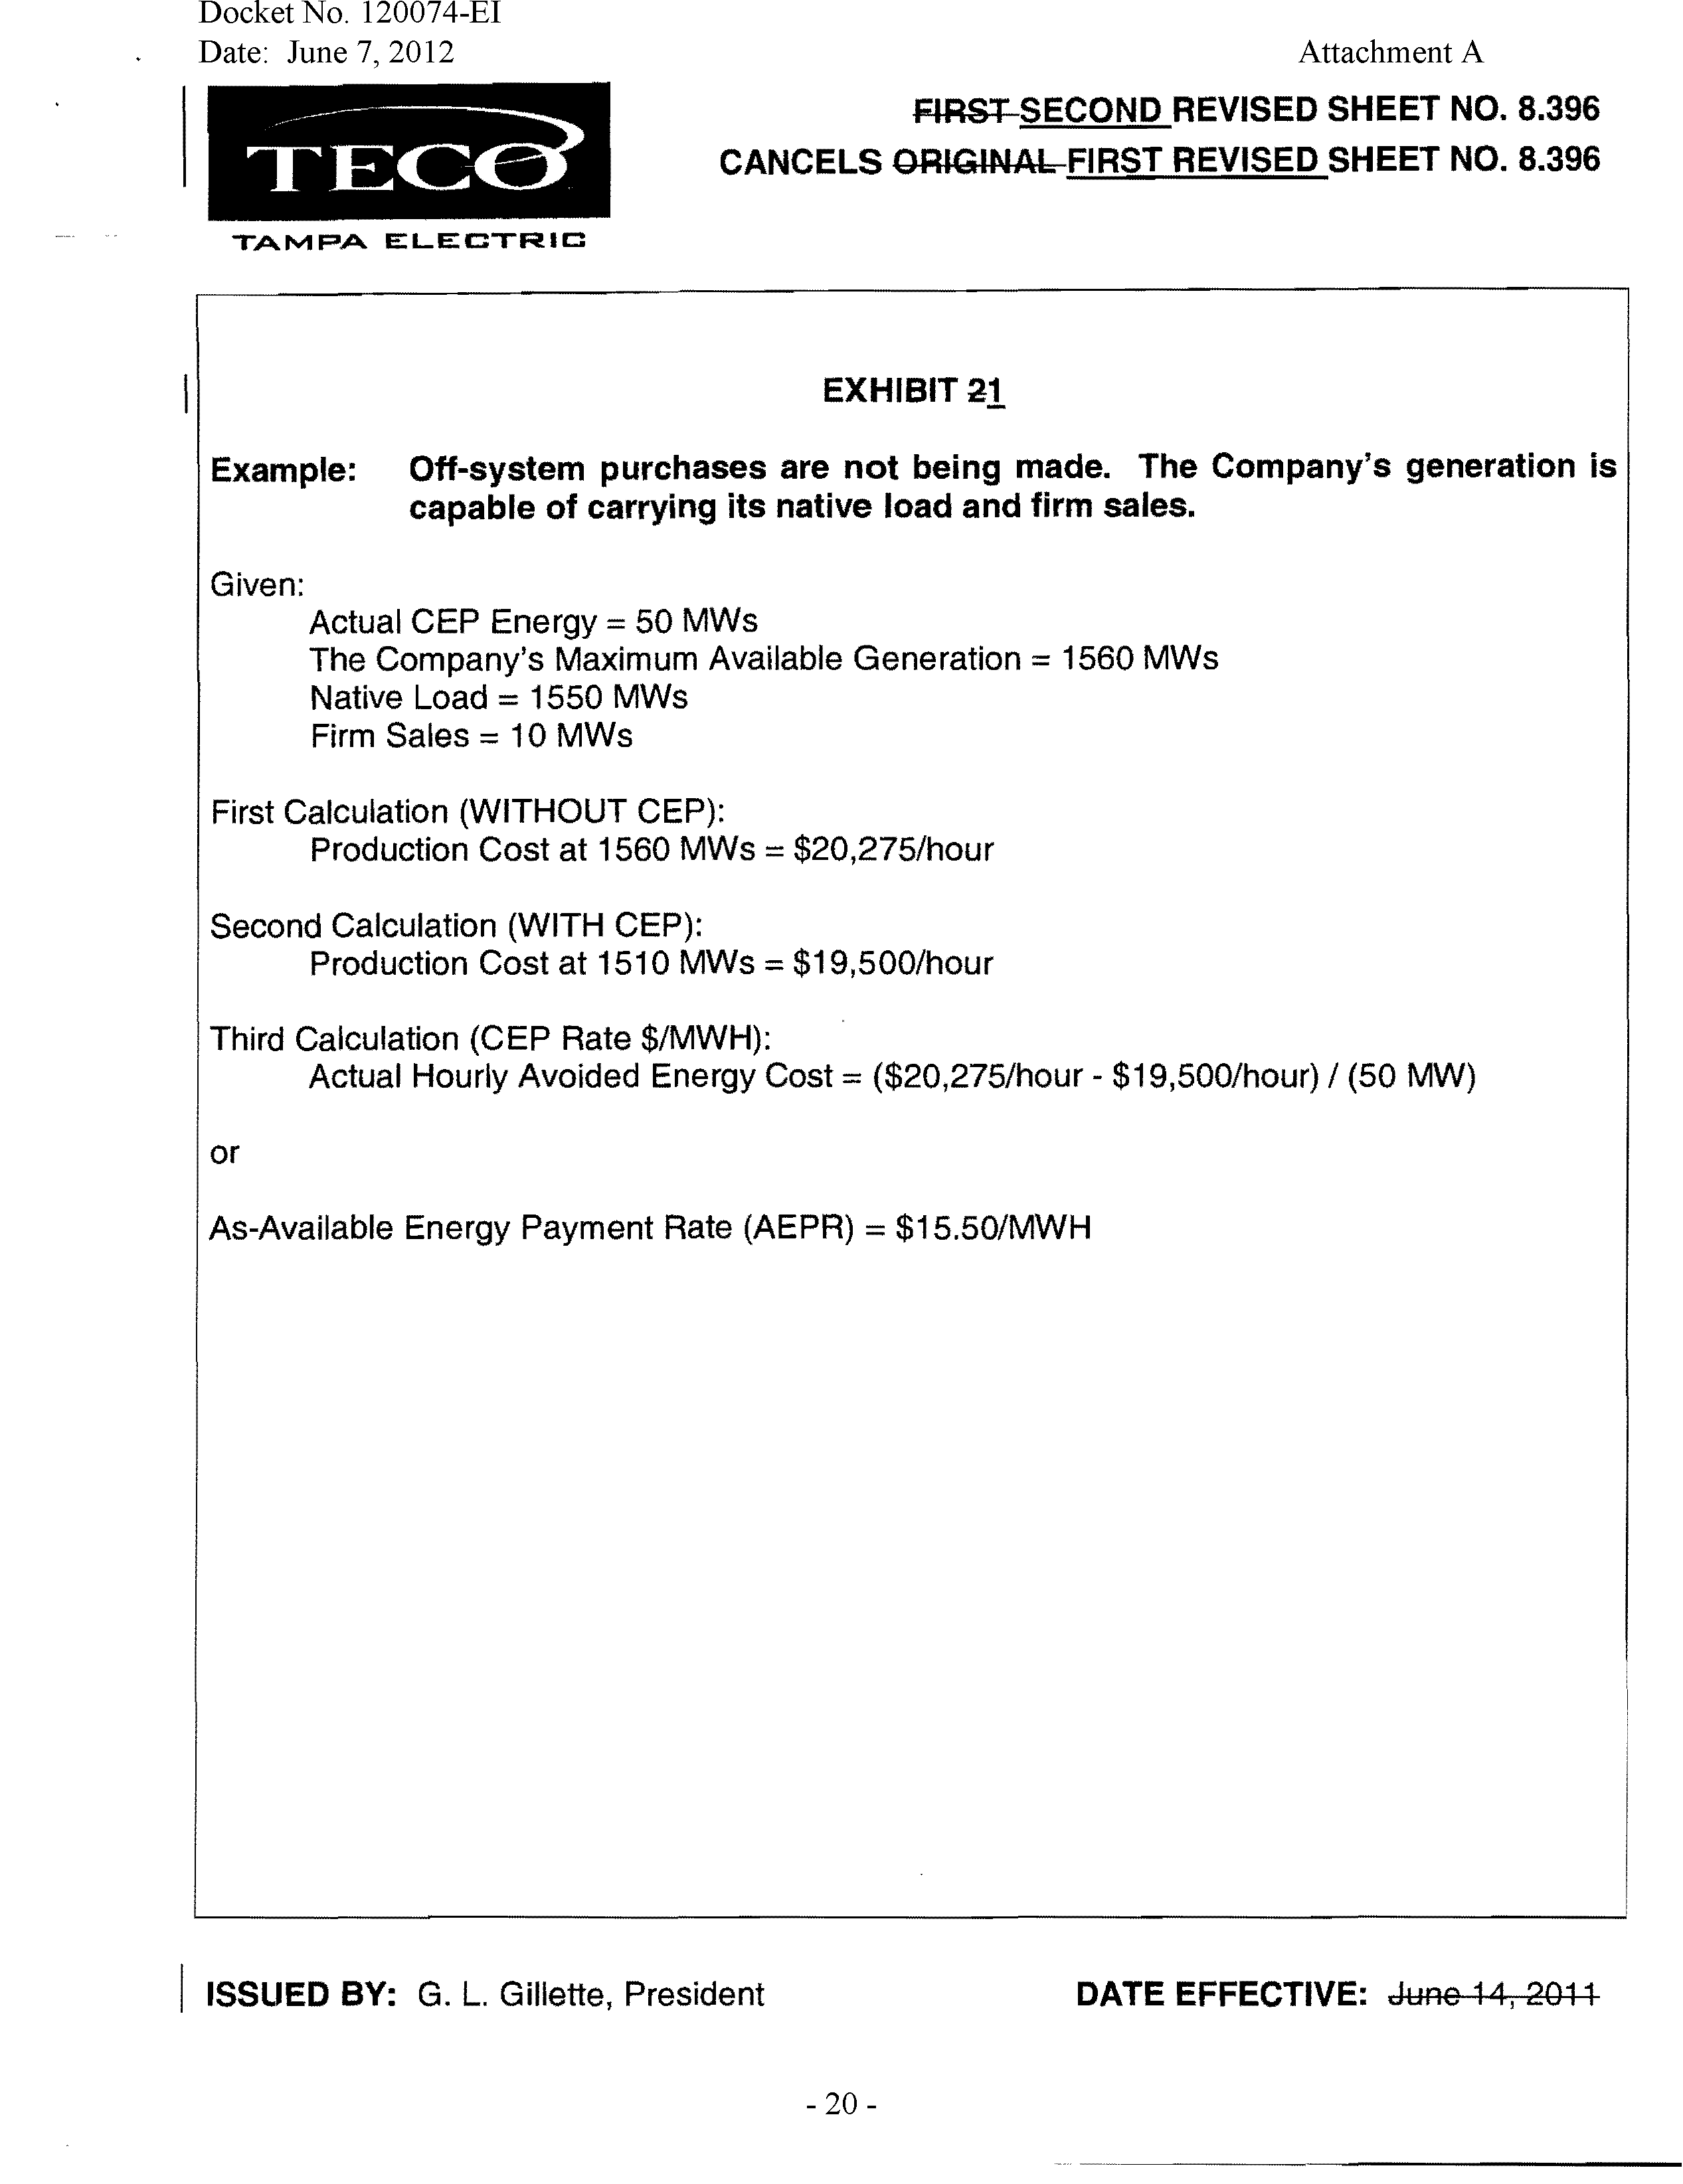 Docket No. 120074-EI
Date: June 7, 2012
Attachment A
TECO
TAMPA ELECTRIC
FIRST SECOND REVISED SHEET NO. 8.396
CANCELS ORIGINAL FIRST REVISED SHEET NO. 8.396
EXHIBIT 21
Example: Off-system purchases are not being made. The Company's generation is
capable of carrying its native load and firm sales.
Given:
Actual CEP Energy = 50 MWs
The Company's Maximum Available Generation = 1560 MWs
Native Load = 1550 MWs
Firm Sales = 10 MWs
First Calculation (WITHOUT CEP):
Production Cost at 1560 MWs = $20,275/hour
Second Calculation (WITH CEP):
Production Cost at 1510 MWs = $19,500/hour
Third Calculation (CEP Rate $/MWH):
Actual Hourly Avoided Energy Cost = ($20,275/hour - $19,500/hour) / (50 MW)
or
As-Available Energy Payment Rate (AEPR) = $15.50/MWH
ISSUED BY: G. L. Gillette, President
DATE EFFECTIVE: June 14, 2011
- 20 -